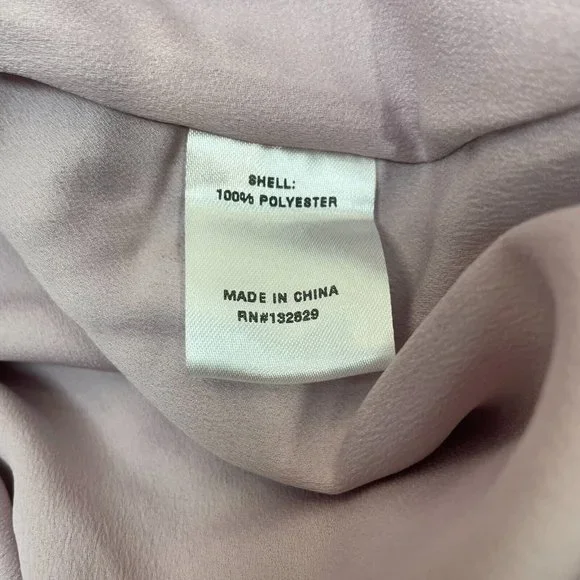 SHELL:
100% POLYESTER
MADE IN CHINA
RN#132829